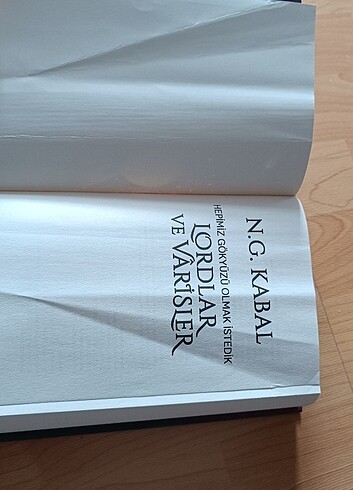 N.G. KABAL
HEPİMİZ GÖKYÜZÜ OLMAK İSTEDİK
LORDLAR
VE VÂRİSLER